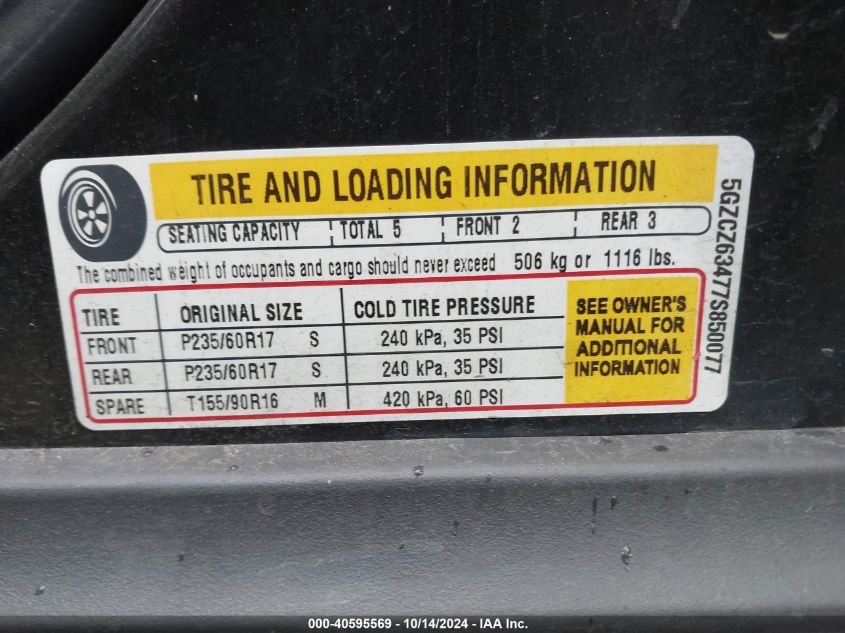 TIRE AND LOADING INFORMATION
SEATING CAPACITY TOTAL 5 FRONT 2 REAR 3
The combined weight of occupants and cargo should never exceed 506 kg or 1116 lbs.
TIRE ORIGINAL SIZE COLD TIRE PRESSURE
FRONT P235/60R17 S 240 kPa, 35 PSI
REAR P235/60R17 S 240 kPa, 35 PSI
SPARE T155/90R16 M 420 kPa, 60 PSI
SEE OWNER'S
MANUAL FOR
ADDITIONAL
INFORMATION
5GZCZ63477S850077
000-40595569 - 10/14/2024 - IAA Inc.